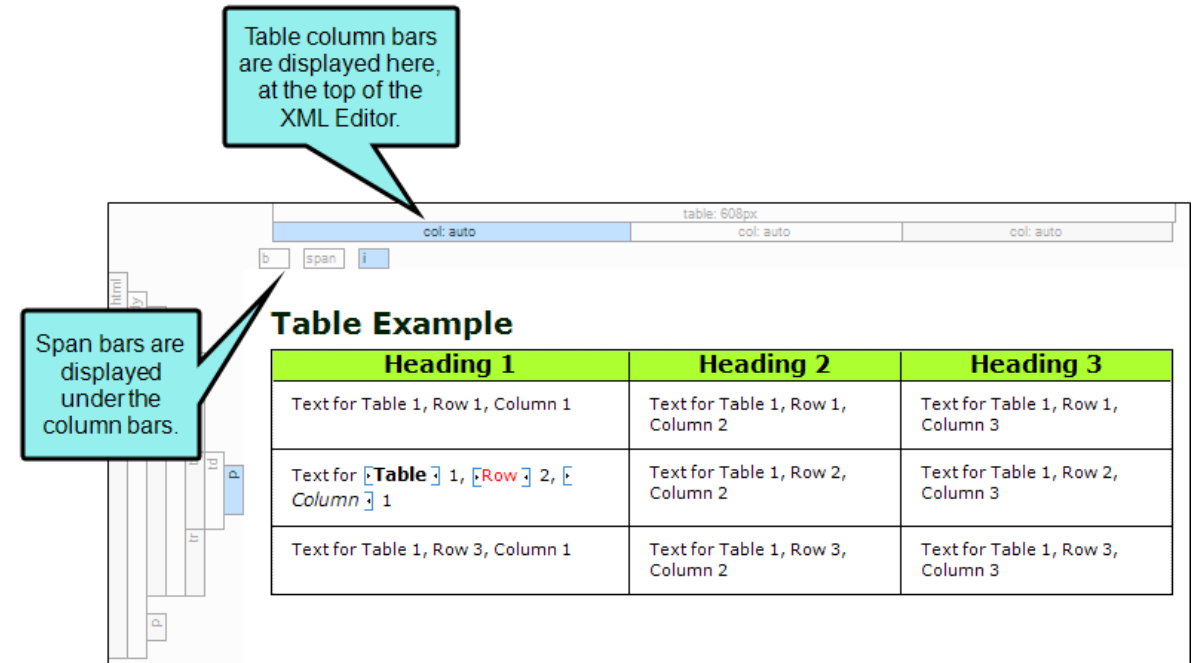 Table column bars
are displayed here,
at the top of the
XML Editor.
table: 608px
col: auto
col: auto
col: auto
b
span
i
html
Span bars are
displayed
under the
column bars.
Table Example
Heading 1
Heading 2
Heading 3
Text for Table 1, Row 1, Column 1
Text for Table 1, Row 1,
Column 2
Text for Table 1, Row 1,
Column 3
td
p
Text for Table 1, Row 2,
Column 1
Text for Table 1, Row 2,
Column 2
Text for Table 1, Row 2,
Column 3
tr
Text for Table 1, Row 3, Column 1
Text for Table 1, Row 3,
Column 2
Text for Table 1, Row 3,
Column 3
p